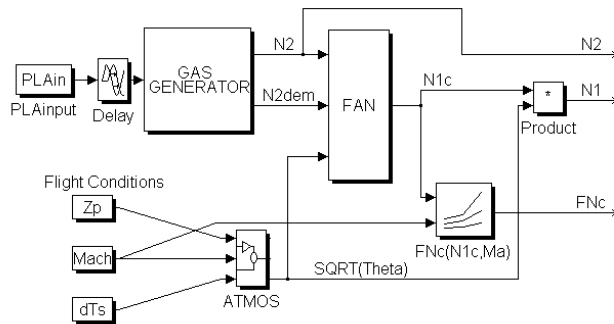 N2
N2
PLAin
PLAinput
Delay
GAS
GENERATOR
N2dem
FAN
N1c
*
Product
N1
Flight Conditions
Zp
Mach
dTs
ATMOS
SQRT(Theta)
FNc(N1c,Ma)
FNc